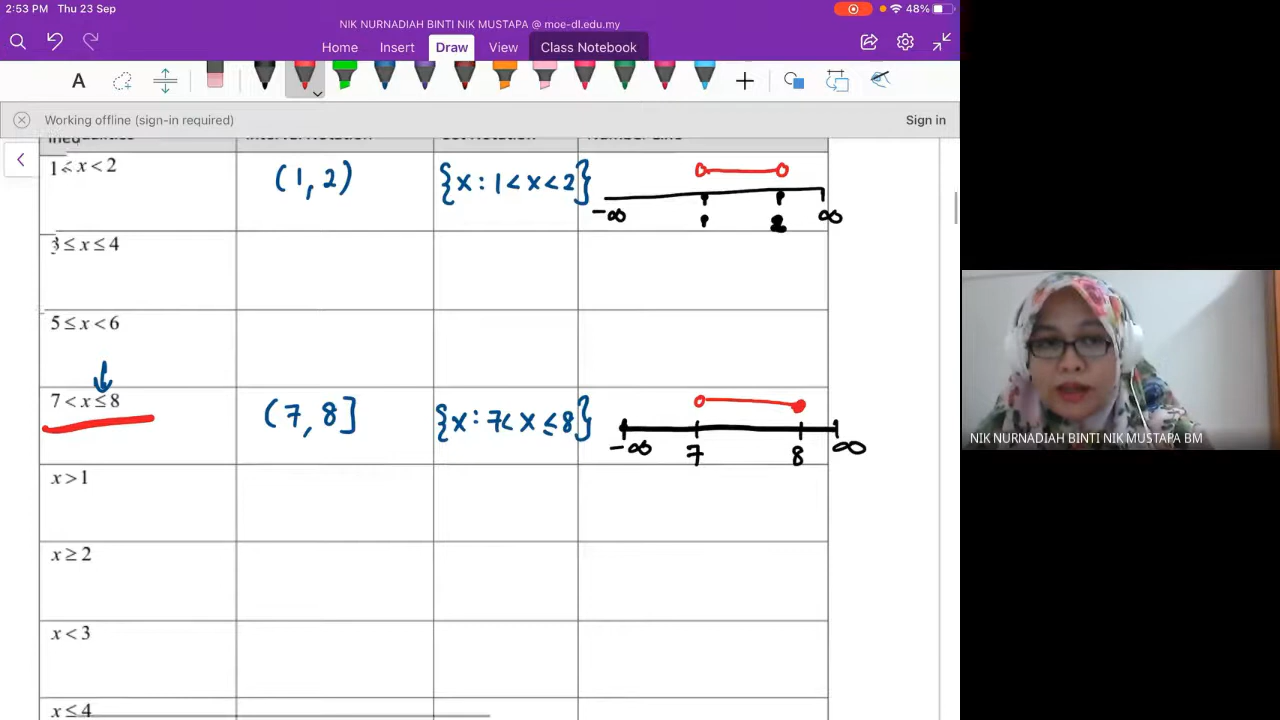 2:53 PM Thu 23 Sep
48%
NIK NURNADIAH BINTI NIK MUSTAPA @ moe-dl.edu.my
Home Insert Draw View Class Notebook
A
Working offline (sign-in required) Sign in
1 < x < 2 (1, 2) {x : 1 < x < 2}
-∞ 1 2 ∞
3 ≤ x ≤ 4
5 ≤ x < 6
7 < x ≤ 8 (7, 8] {x : 7 < x ≤ 8}
-∞ 7 8 ∞
x > 1
x ≥ 2
x < 3
x ≤ 4
NIK NURNADIAH BINTI NIK MUSTAPA BM